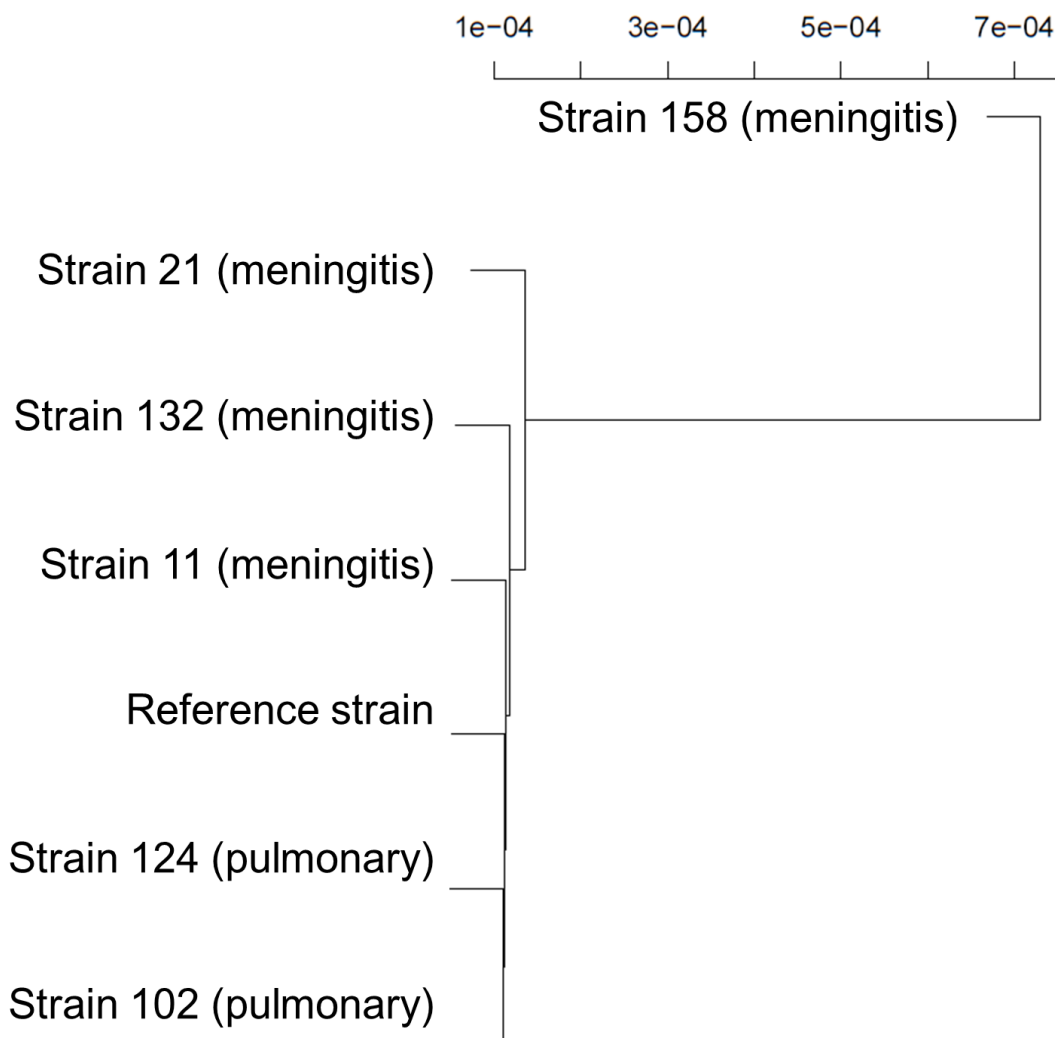 1e−04 3e−04 5e−04 7e−04
Strain 158 (meningitis)
Strain 21 (meningitis)
Strain 132 (meningitis)
Strain 11 (meningitis)
Reference strain
Strain 124 (pulmonary)
Strain 102 (pulmonary)